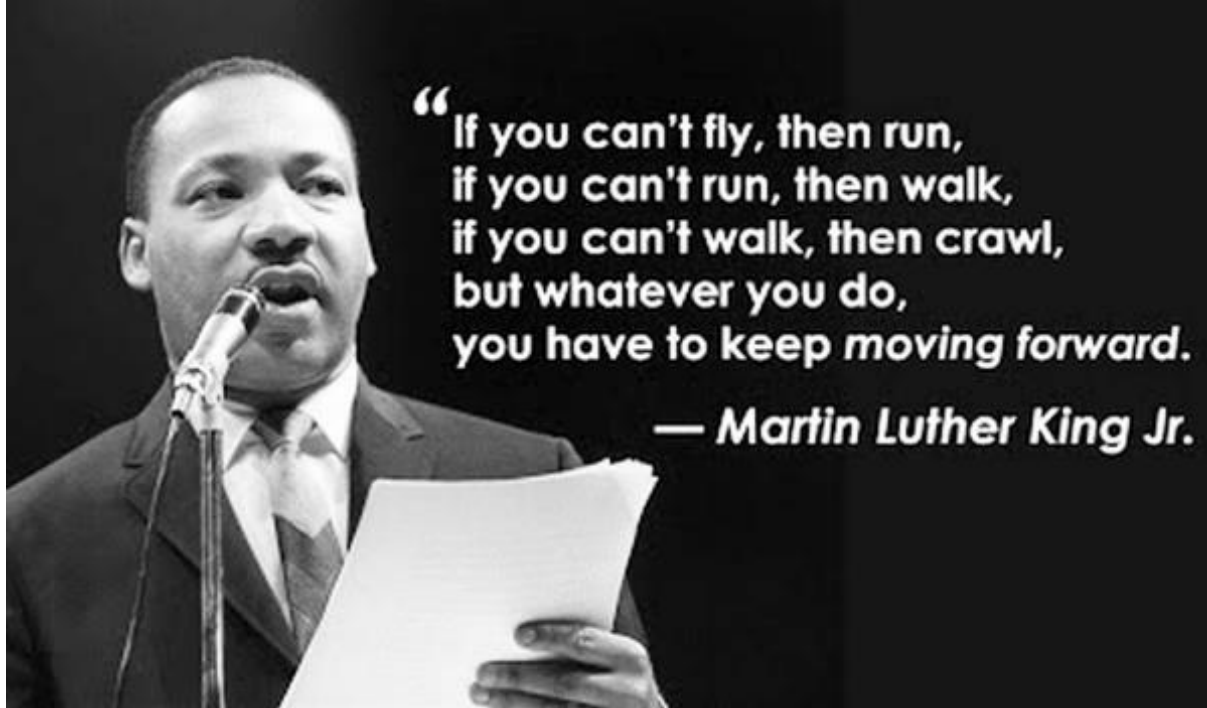 “If you can’t fly, then run,
if you can’t run, then walk,
if you can’t walk, then crawl,
but whatever you do,
you have to keep moving forward.
— Martin Luther King Jr.